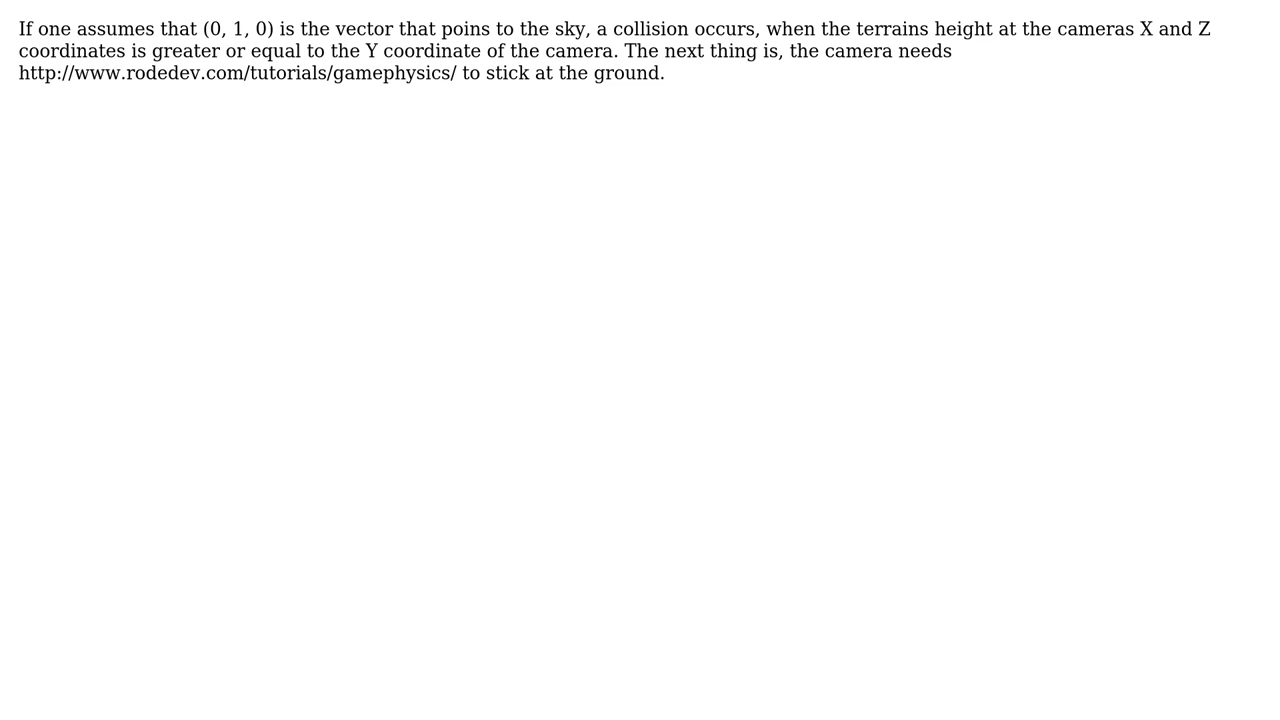 If one assumes that (0, 1, 0) is the vector that poins to the sky, a collision occurs, when the terrains height at the cameras X and Z
coordinates is greater or equal to the Y coordinate of the camera. The next thing is, the camera needs
http://www.rodedev.com/tutorials/gamephysics/ to stick at the ground.